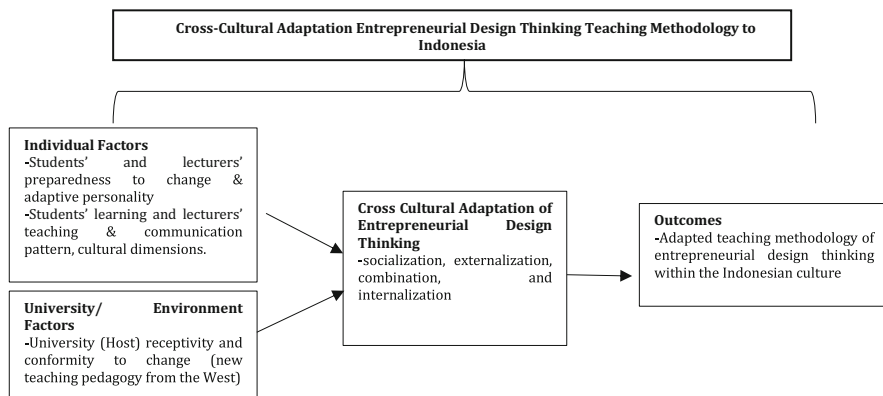 Cross-Cultural Adaptation Entrepreneurial Design Thinking Teaching Methodology to
Indonesia
Individual Factors
-Students' and lecturers'
preparedness to change &
adaptive personality
-Students' learning and lecturers'
teaching & communication
pattern, cultural dimensions.
University/ Environment
Factors
-University (Host) receptivity and
conformity to change (new
teaching pedagogy from the West)
Cross Cultural Adaptation of
Entrepreneurial Design
Thinking
-socialization, externalization,
combination, and
internalization
Outcomes
-Adapted teaching methodology of
entrepreneurial design thinking
within the Indonesian culture